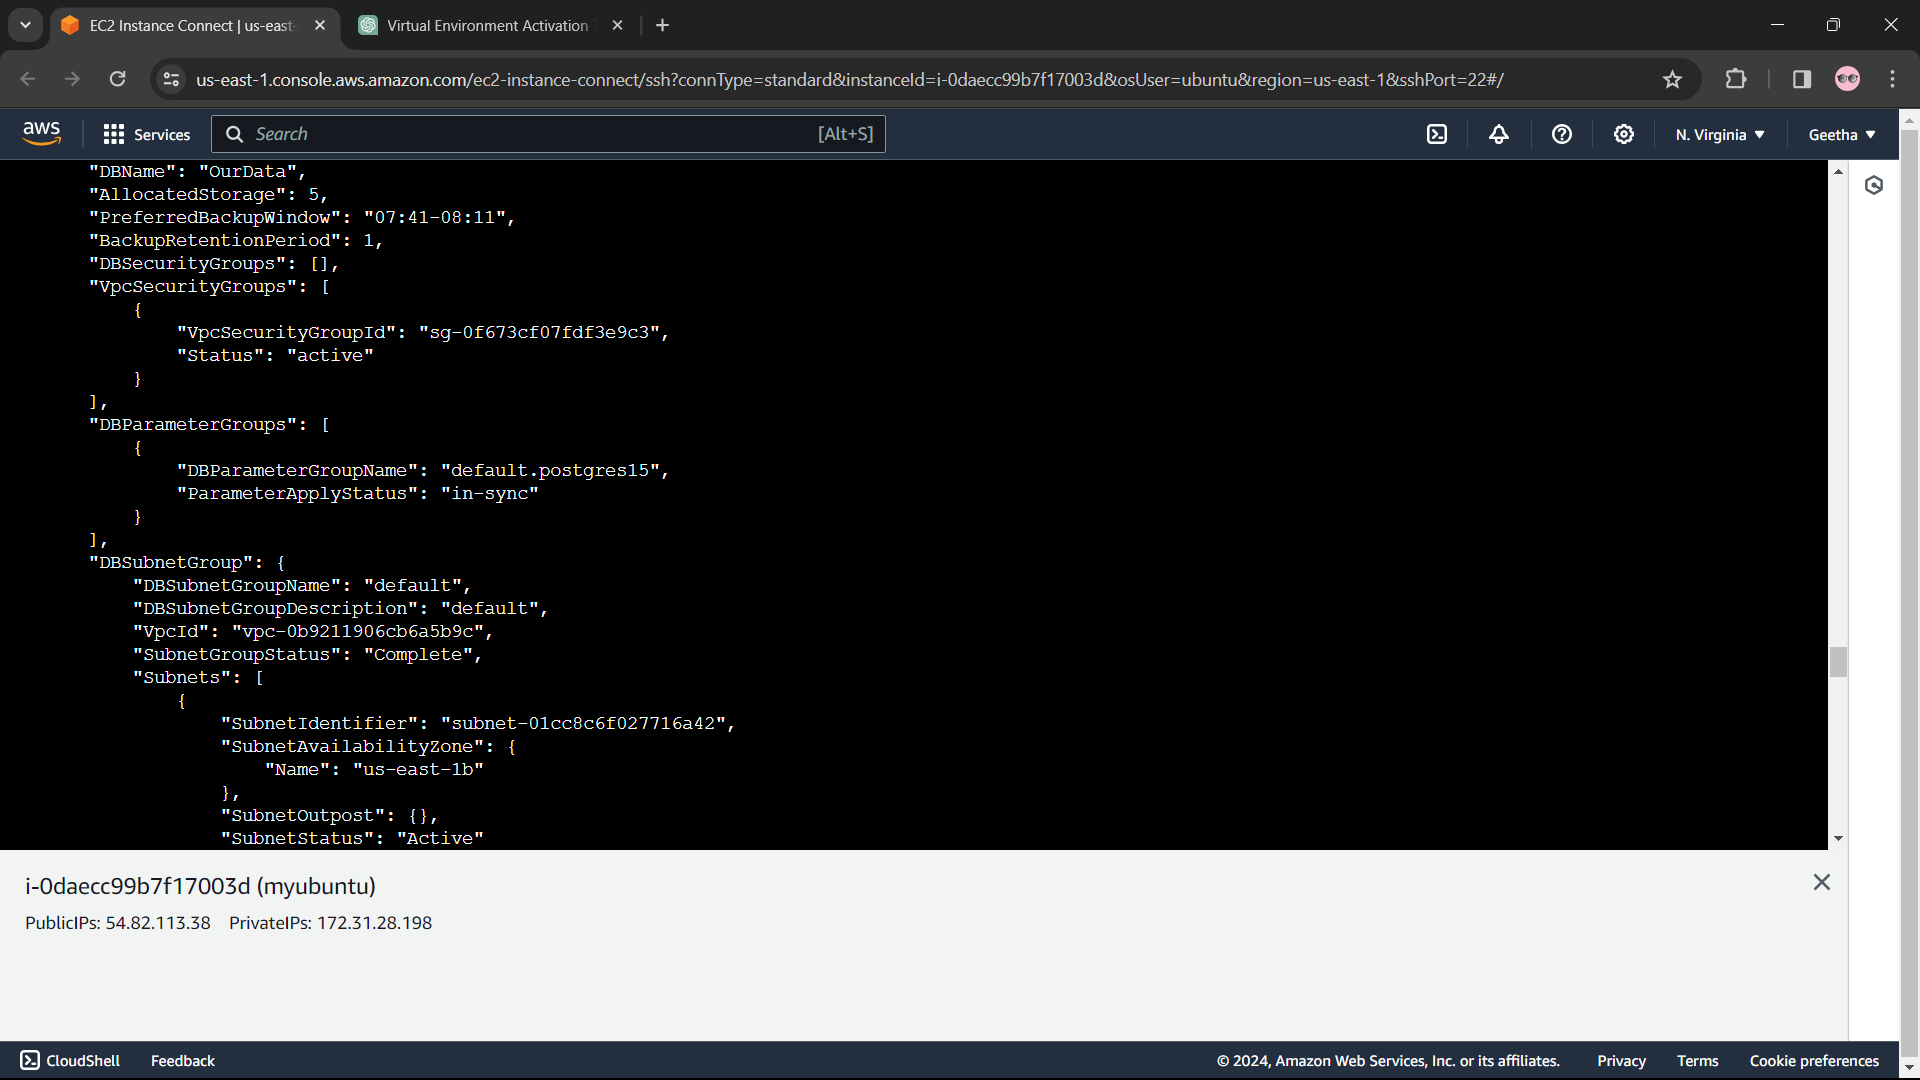 EC2 Instance Connect | us-east-
Virtual Environment Activation
us-east-1.console.aws.amazon.com/ec2-instance-connect/ssh?connType=standard&instanceId=i-0daecc99b7f17003d&osUser=ubuntu&region=us-east-1&sshPort=22#/
aws Services Search [Alt+S] N. Virginia Geetha
"DBName": "OurData",
"AllocatedStorage": 5,
"PreferredBackupWindow": "07:41-08:11",
"BackupRetentionPeriod": 1,
"DBSecurityGroups": [],
"VpcSecurityGroups": [
{
"VpcSecurityGroupId": "sg-0f673cf07fdf3e9c3",
"Status": "active"
}
],
"DBParameterGroups": [
{
"DBParameterGroupName": "default.postgres15",
"ParameterApplyStatus": "in-sync"
}
],
"DBSubnetGroup": {
"DBSubnetGroupName": "default",
"DBSubnetGroupDescription": "default",
"VpcId": "vpc-0b9211906cb6a5b9c",
"SubnetGroupStatus": "Complete",
"Subnets": [
{
"SubnetIdentifier": "subnet-01cc8c6f027716a42",
"SubnetAvailabilityZone": {
"Name": "us-east-1b"
},
"SubnetOutpost": {},
"SubnetStatus": "Active"
i-0daecc99b7f17003d (myubuntu)
PublicIPs: 54.82.113.38 PrivateIPs: 172.31.28.198
CloudShell Feedback © 2024, Amazon Web Services, Inc. or its affiliates. Privacy Terms Cookie preferences